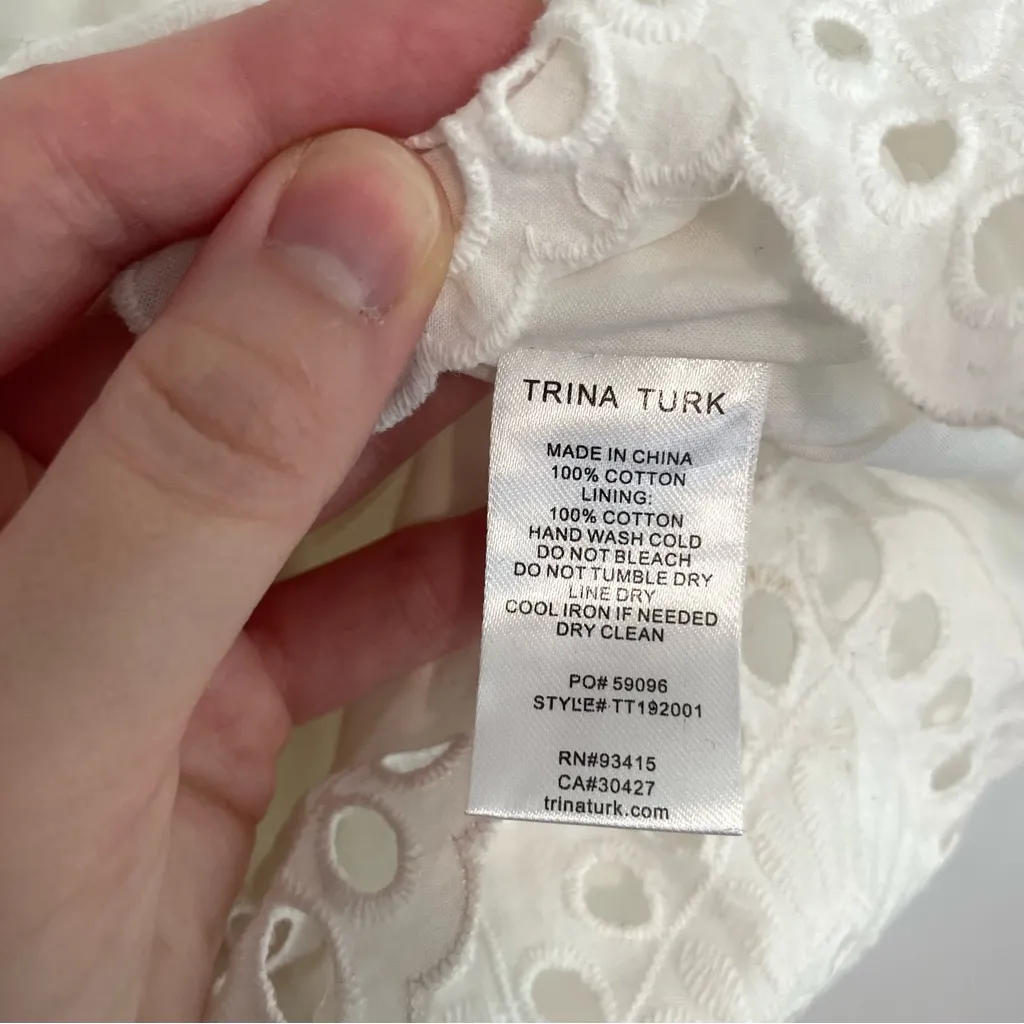 TRINA TURK
MADE IN CHINA
100% COTTON
LINING:
100% COTTON
HAND WASH COLD
DO NOT BLEACH
DO NOT TUMBLE DRY
LINE DRY
COOL IRON IF NEEDED
DRY CLEAN
PO# 59096
STYLE# TT192001
RN#93415
CA#30427
trinaturk.com